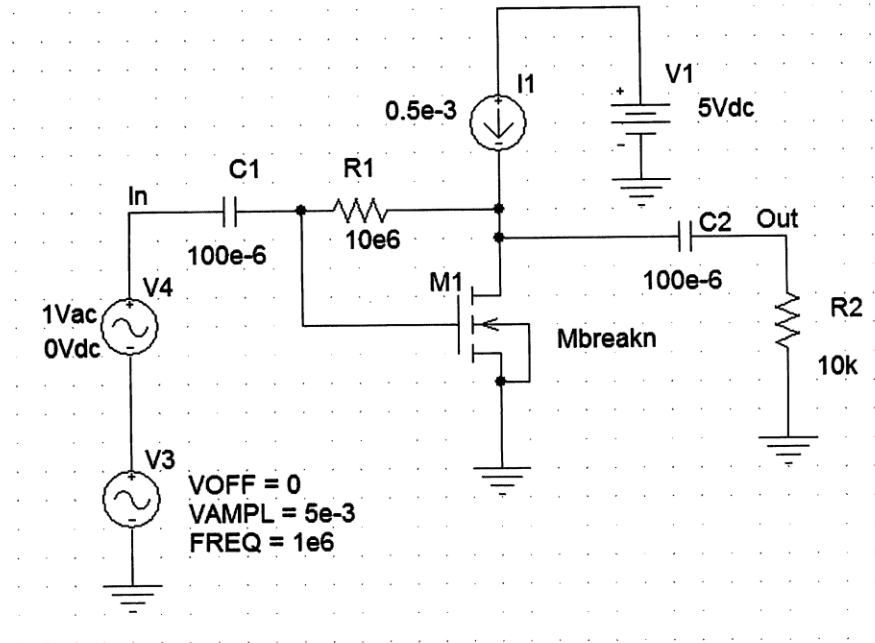 I1
0.5e-3
V1
+
5Vdc
-
C1
R1
In
100e-6
10e6
C2
Out
100e-6
M1
Mbreakn
R2
10k
V4
1Vac
0Vdc
V3
VOFF = 0
VAMPL = 5e-3
FREQ = 1e6